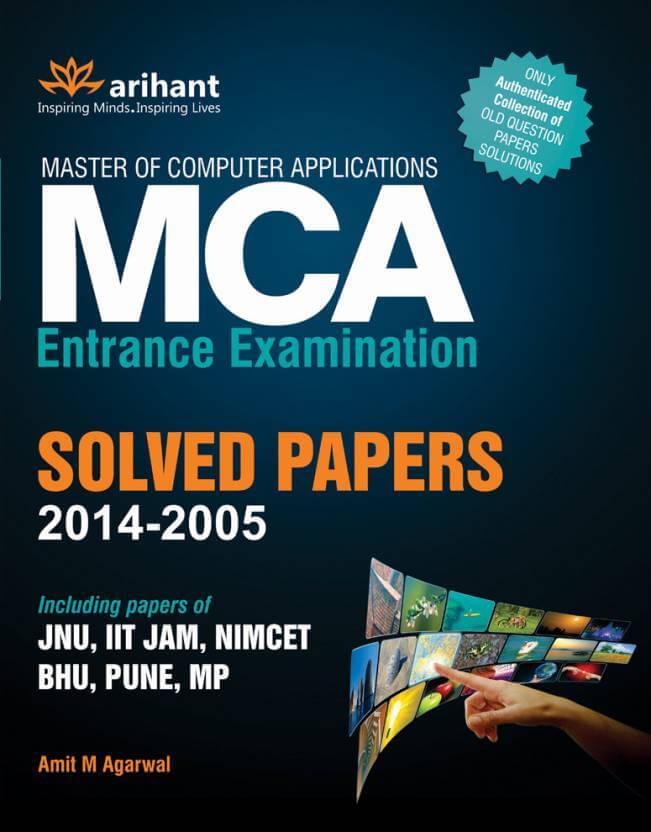 arihant
Inspiring Minds.Inspiring Lives
ONLY
Authenticated
Collection of
OLD QUESTION
PAPERS
SOLUTIONS
MASTER OF COMPUTER APPLICATIONS
MCA
Entrance Examination
SOLVED PAPERS
2014-2005
Including papers of
JNU, IIT JAM, NIMCET
BHU, PUNE, MP
Amit M Agarwal